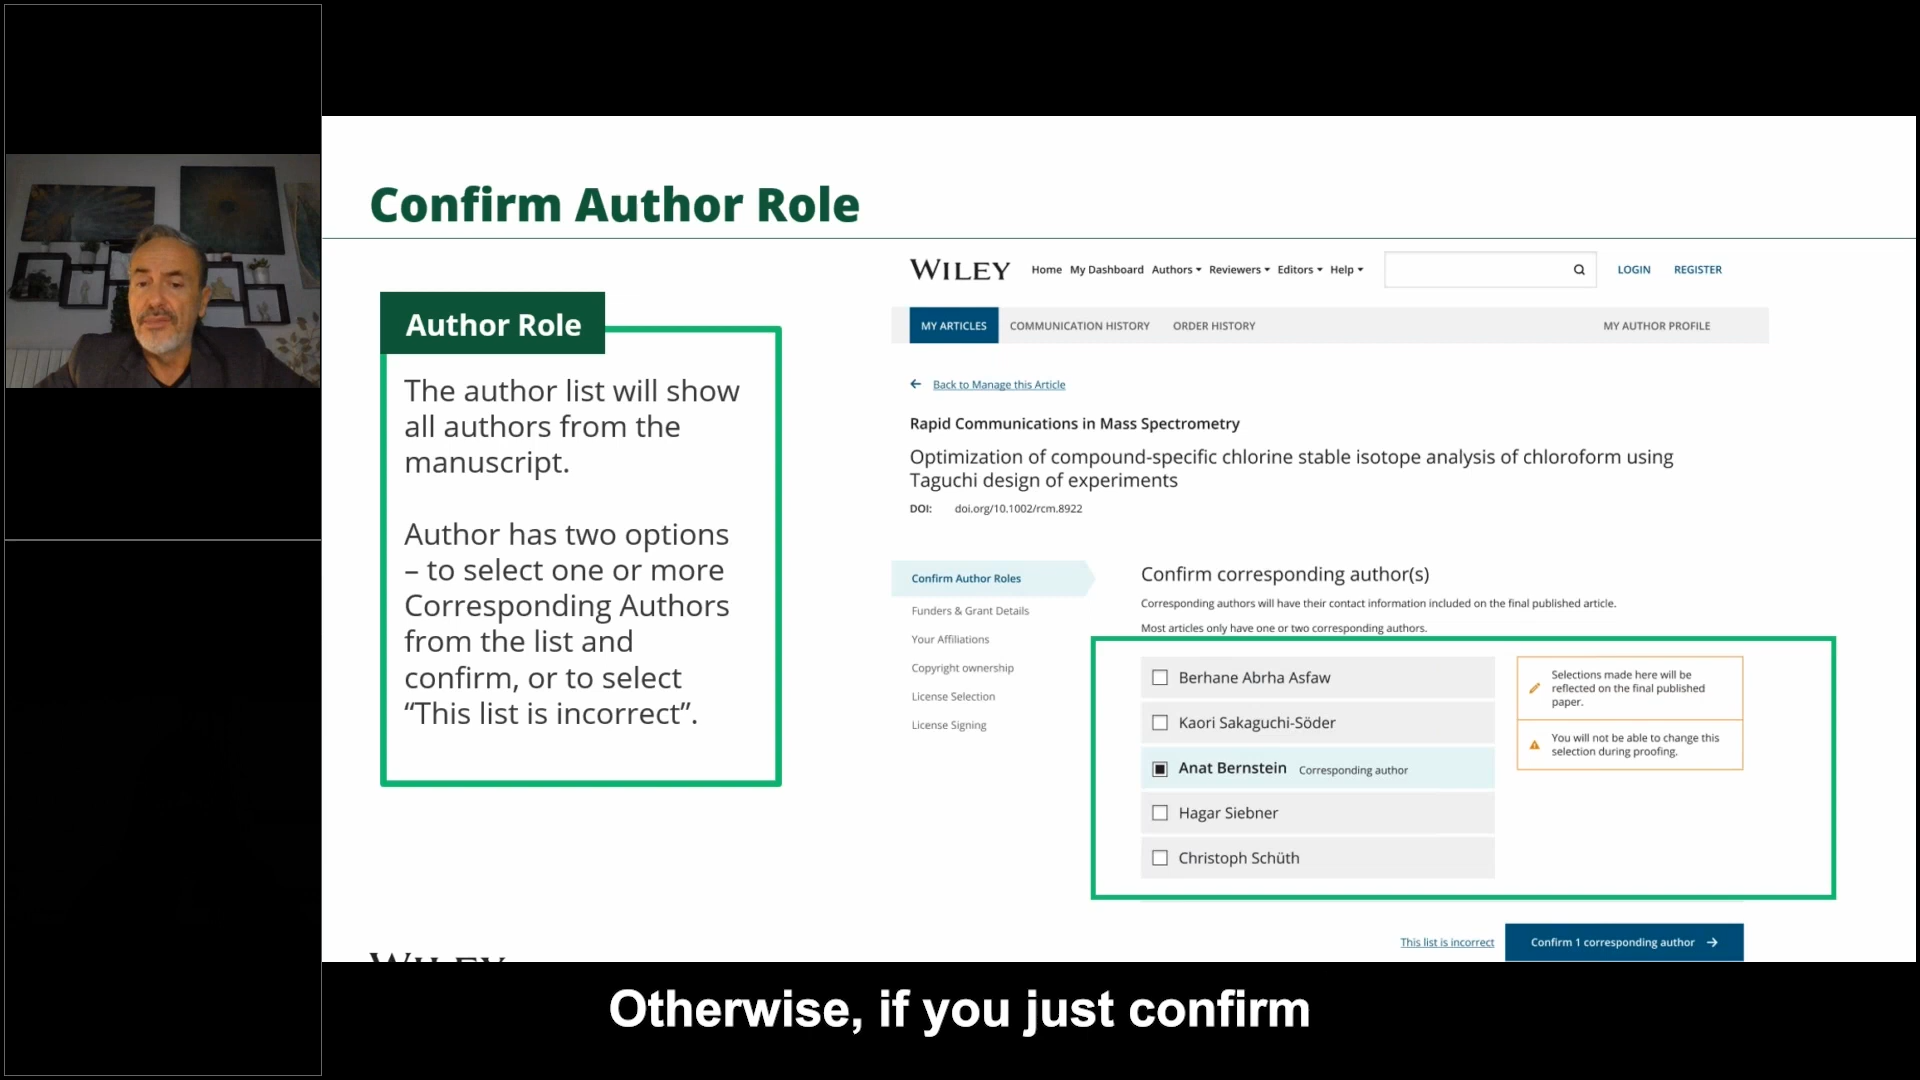 Confirm Author Role
Author Role
The author list will show
all authors from the
manuscript.
Author has two options
– to select one or more
Corresponding Authors
from the list and
confirm, or to select
“This list is incorrect”.
WILEY
Home My Dashboard Authors Reviewers Editors Help
LOGIN REGISTER
MY ARTICLES COMMUNICATION HISTORY ORDER HISTORY MY AUTHOR PROFILE
Back to Manage this Article
Rapid Communications in Mass Spectrometry
Optimization of compound-specific chlorine stable isotope analysis of chloroform using
Taguchi design of experiments
DOI: doi.org/10.1002/rcm.8922
Confirm Author Roles
Funders & Grant Details
Your Affiliations
Copyright ownership
License Selection
License Signing
Confirm corresponding author(s)
Corresponding authors will have their contact information included on the final published article.
Most articles only have one or two corresponding authors.
Berhane Abrha Asfaw
Kaori Sakaguchi-Söder
Anat Bernstein Corresponding author
Hagar Siebner
Christoph Schüth
Selections made here will be
reflected on the final published
paper.
You will not be able to change this
selection during proofing.
This list is incorrect
Confirm 1 corresponding author
WILEY
Otherwise, if you just confirm